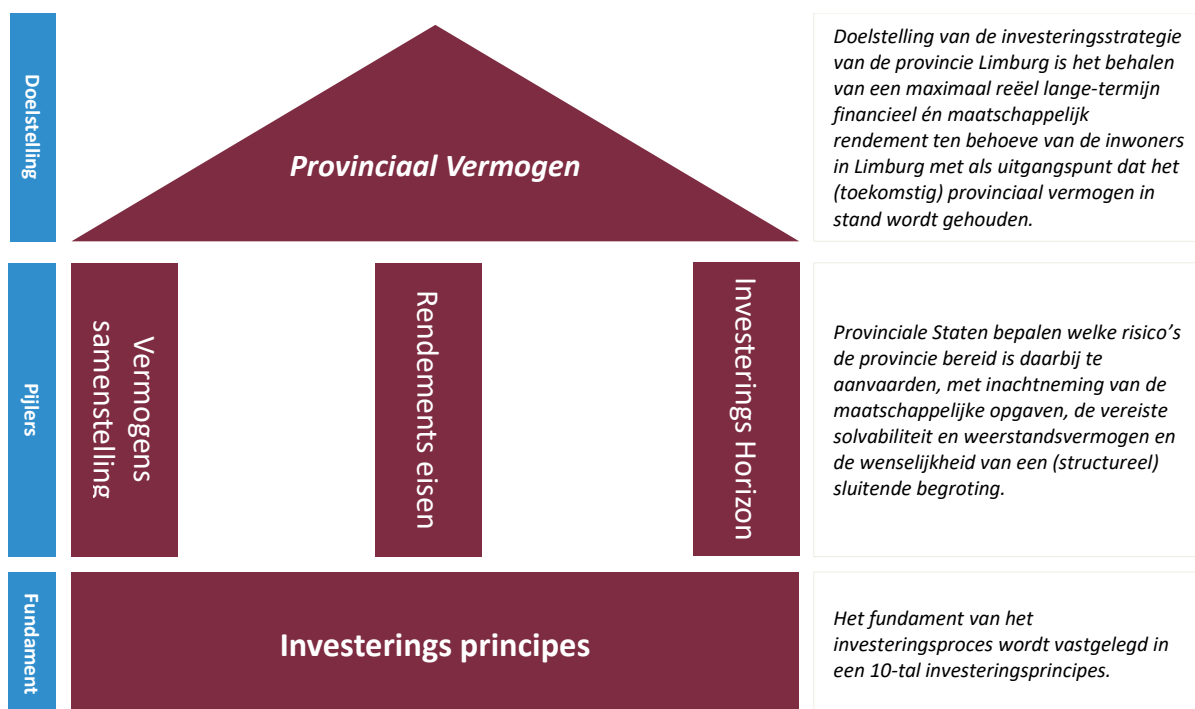 Doelstelling
Provinciaal Vermogen
Doelstelling van de investeringsstrategie
van de provincie Limburg is het behalen
van een maximaal reëel lange-termijn
financieel én maatschappelijk
rendement ten behoeve van de inwoners
in Limburg met als uitgangspunt dat het
(toekomstig) provinciaal vermogen in
stand wordt gehouden.
Pijlers
Vermogens
samenstelling
Rendements eisen
Investerings Horizon
Provinciale Staten bepalen welke risico’s
de provincie bereid is daarbij te
aanvaarden, met inachtneming van de
maatschappelijke opgaven, de vereiste
solvabiliteit en weerstandsvermogen en
de wenselijkheid van een (structureel)
sluitende begroting.
Fundament
Investerings principes
Het fundament van het
investeringsproces wordt vastgelegd in
een 10-tal investeringsprincipes.